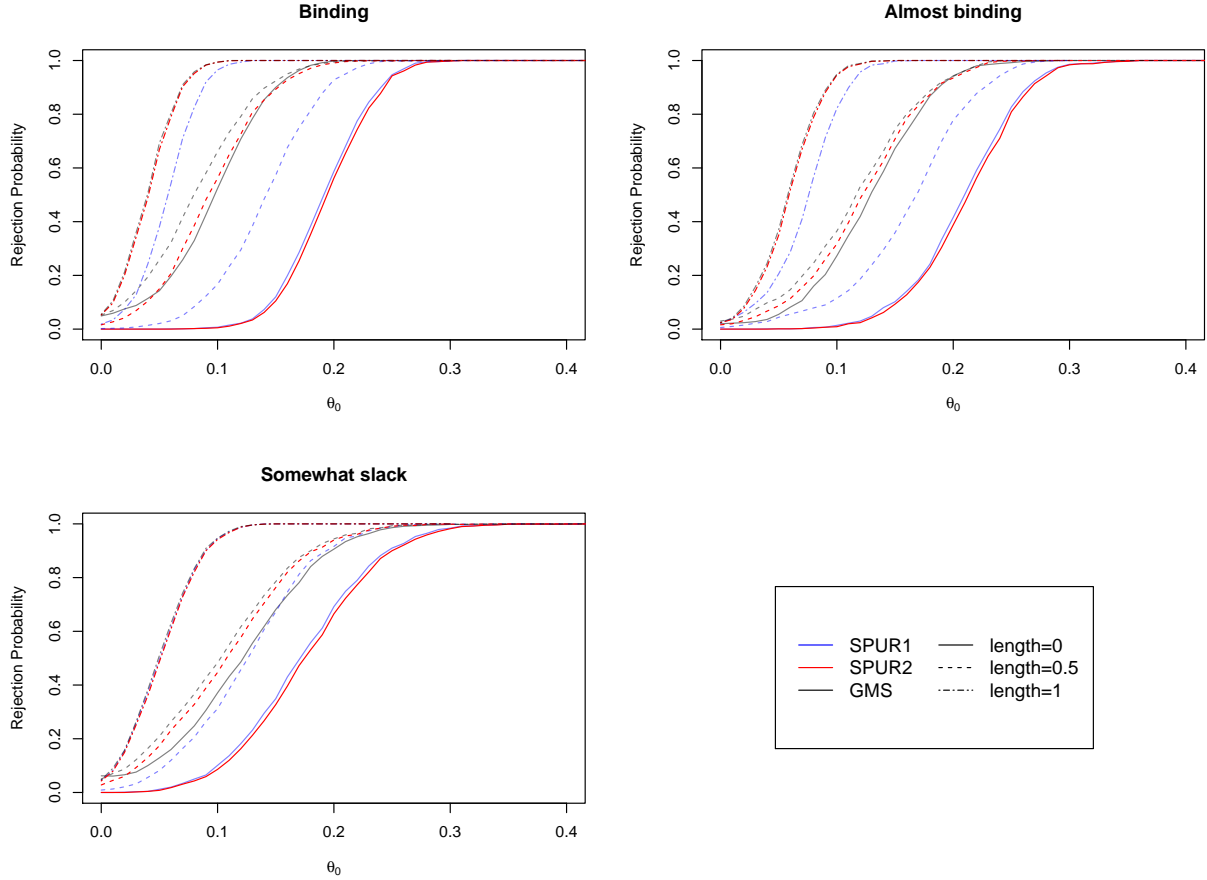 Binding
Rejection Probability
0.0 0.2 0.4 0.6 0.8 1.0
0.0 0.1 0.2 0.3 0.4
θ₀
Almost binding
Rejection Probability
0.0 0.2 0.4 0.6 0.8 1.0
0.0 0.1 0.2 0.3 0.4
θ₀
Somewhat slack
Rejection Probability
0.0 0.2 0.4 0.6 0.8 1.0
0.0 0.1 0.2 0.3 0.4
θ₀
SPUR1 length=0
SPUR2 length=0.5
GMS length=1